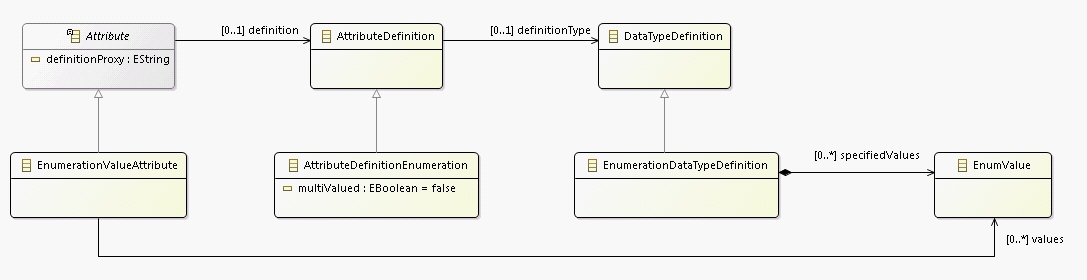 Attribute
definitionProxy : EString
[0..1] definition
AttributeDefinition
[0..1] definitionType
DataTypeDefinition
EnumerationValueAttribute
AttributeDefinitionEnumeration
multiValued : EBoolean = false
EnumerationDataTypeDefinition
[0..*] specifiedValues
EnumValue
[0..*] values